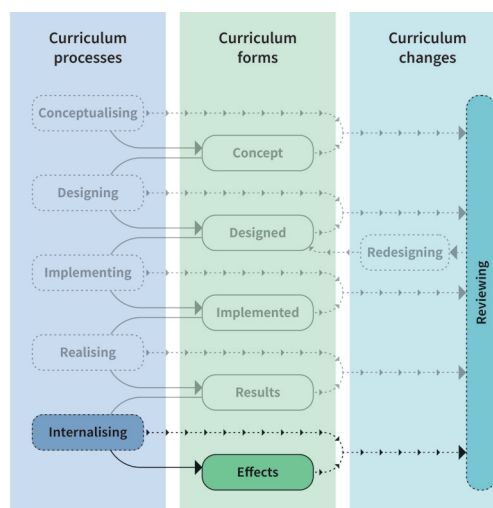 Curriculum
processes
Curriculum
forms
Curriculum
changes
Conceptualising
Concept
Designing
Designed
Redesigning
Implementing
Implemented
Reviewing
Realising
Results
Internalising
Effects